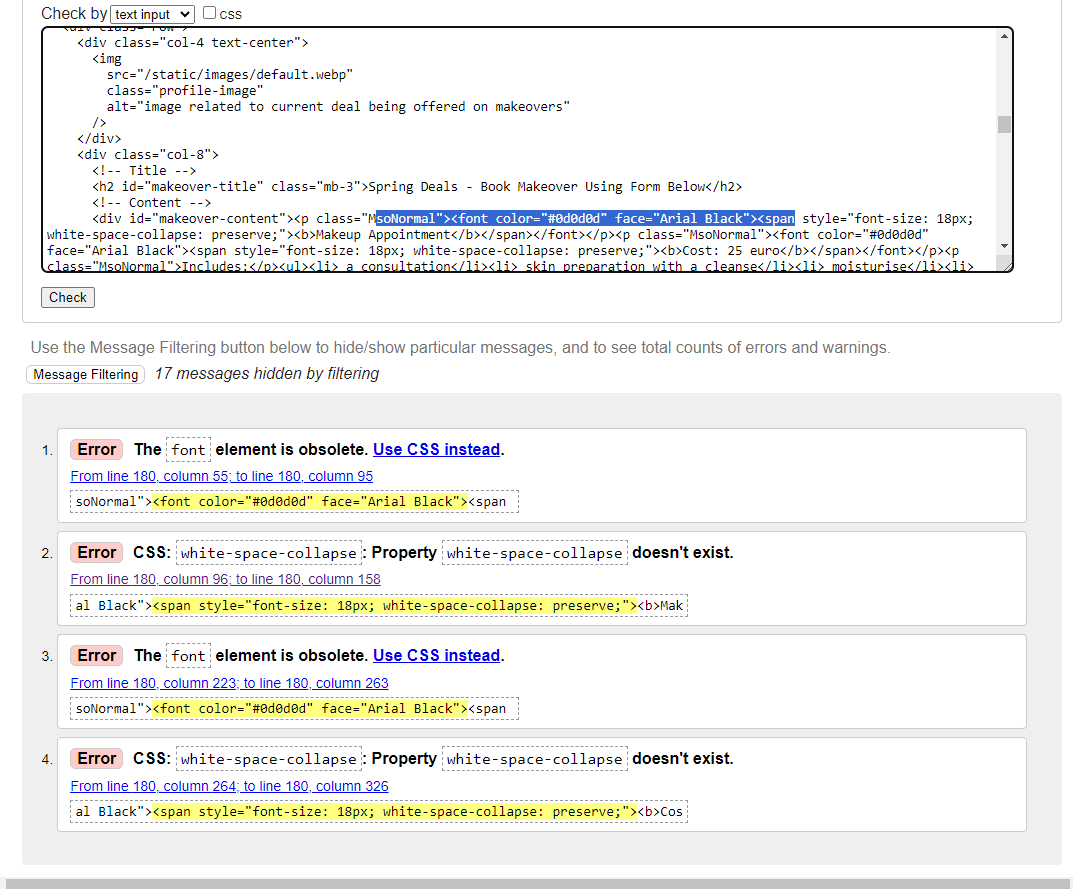 Check by text input css
<div class="row">
<div class="col-4 text-center">
<img
src="/static/images/default.webp"
class="profile-image"
alt="image related to current deal being offered on makeovers"
/>
</div>
<div class="col-8">
<!-- Title -->
<h2 id="makeover-title" class="mb-3">Spring Deals - Book Makeover Using Form Below</h2>
<!-- Content -->
<div id="makeover-content"><p class="MsoNormal"><font color="#0d0d0d" face="Arial Black"><span style="font-size: 18px;
white-space-collapse: preserve;"><b>Makeup Appointment</b></span></font></p><p class="MsoNormal"><font color="#0d0d0d"
face="Arial Black"><span style="font-size: 18px; white-space-collapse: preserve;"><b>Cost: 25 euro</b></span></font></p><p
class="MsoNormal">Includes:</p><ul><li> a consultation</li><li> skin preparation with a cleanse</li><li> moisturise</li><li>
Check
Use the Message Filtering button below to hide/show particular messages, and to see total counts of errors and warnings.
Message Filtering 17 messages hidden by filtering
1. Error The font element is obsolete. Use CSS instead.
From line 180, column 55; to line 180, column 95
soNormal"><font color="#0d0d0d" face="Arial Black"><span
2. Error CSS: white-space-collapse: Property white-space-collapse doesn't exist.
From line 180, column 96; to line 180, column 158
al Black"><span style="font-size: 18px; white-space-collapse: preserve;"><b>Mak
3. Error The font element is obsolete. Use CSS instead.
From line 180, column 223; to line 180, column 263
soNormal"><font color="#0d0d0d" face="Arial Black"><span
4. Error CSS: white-space-collapse: Property white-space-collapse doesn't exist.
From line 180, column 264; to line 180, column 326
al Black"><span style="font-size: 18px; white-space-collapse: preserve;"><b>Cos